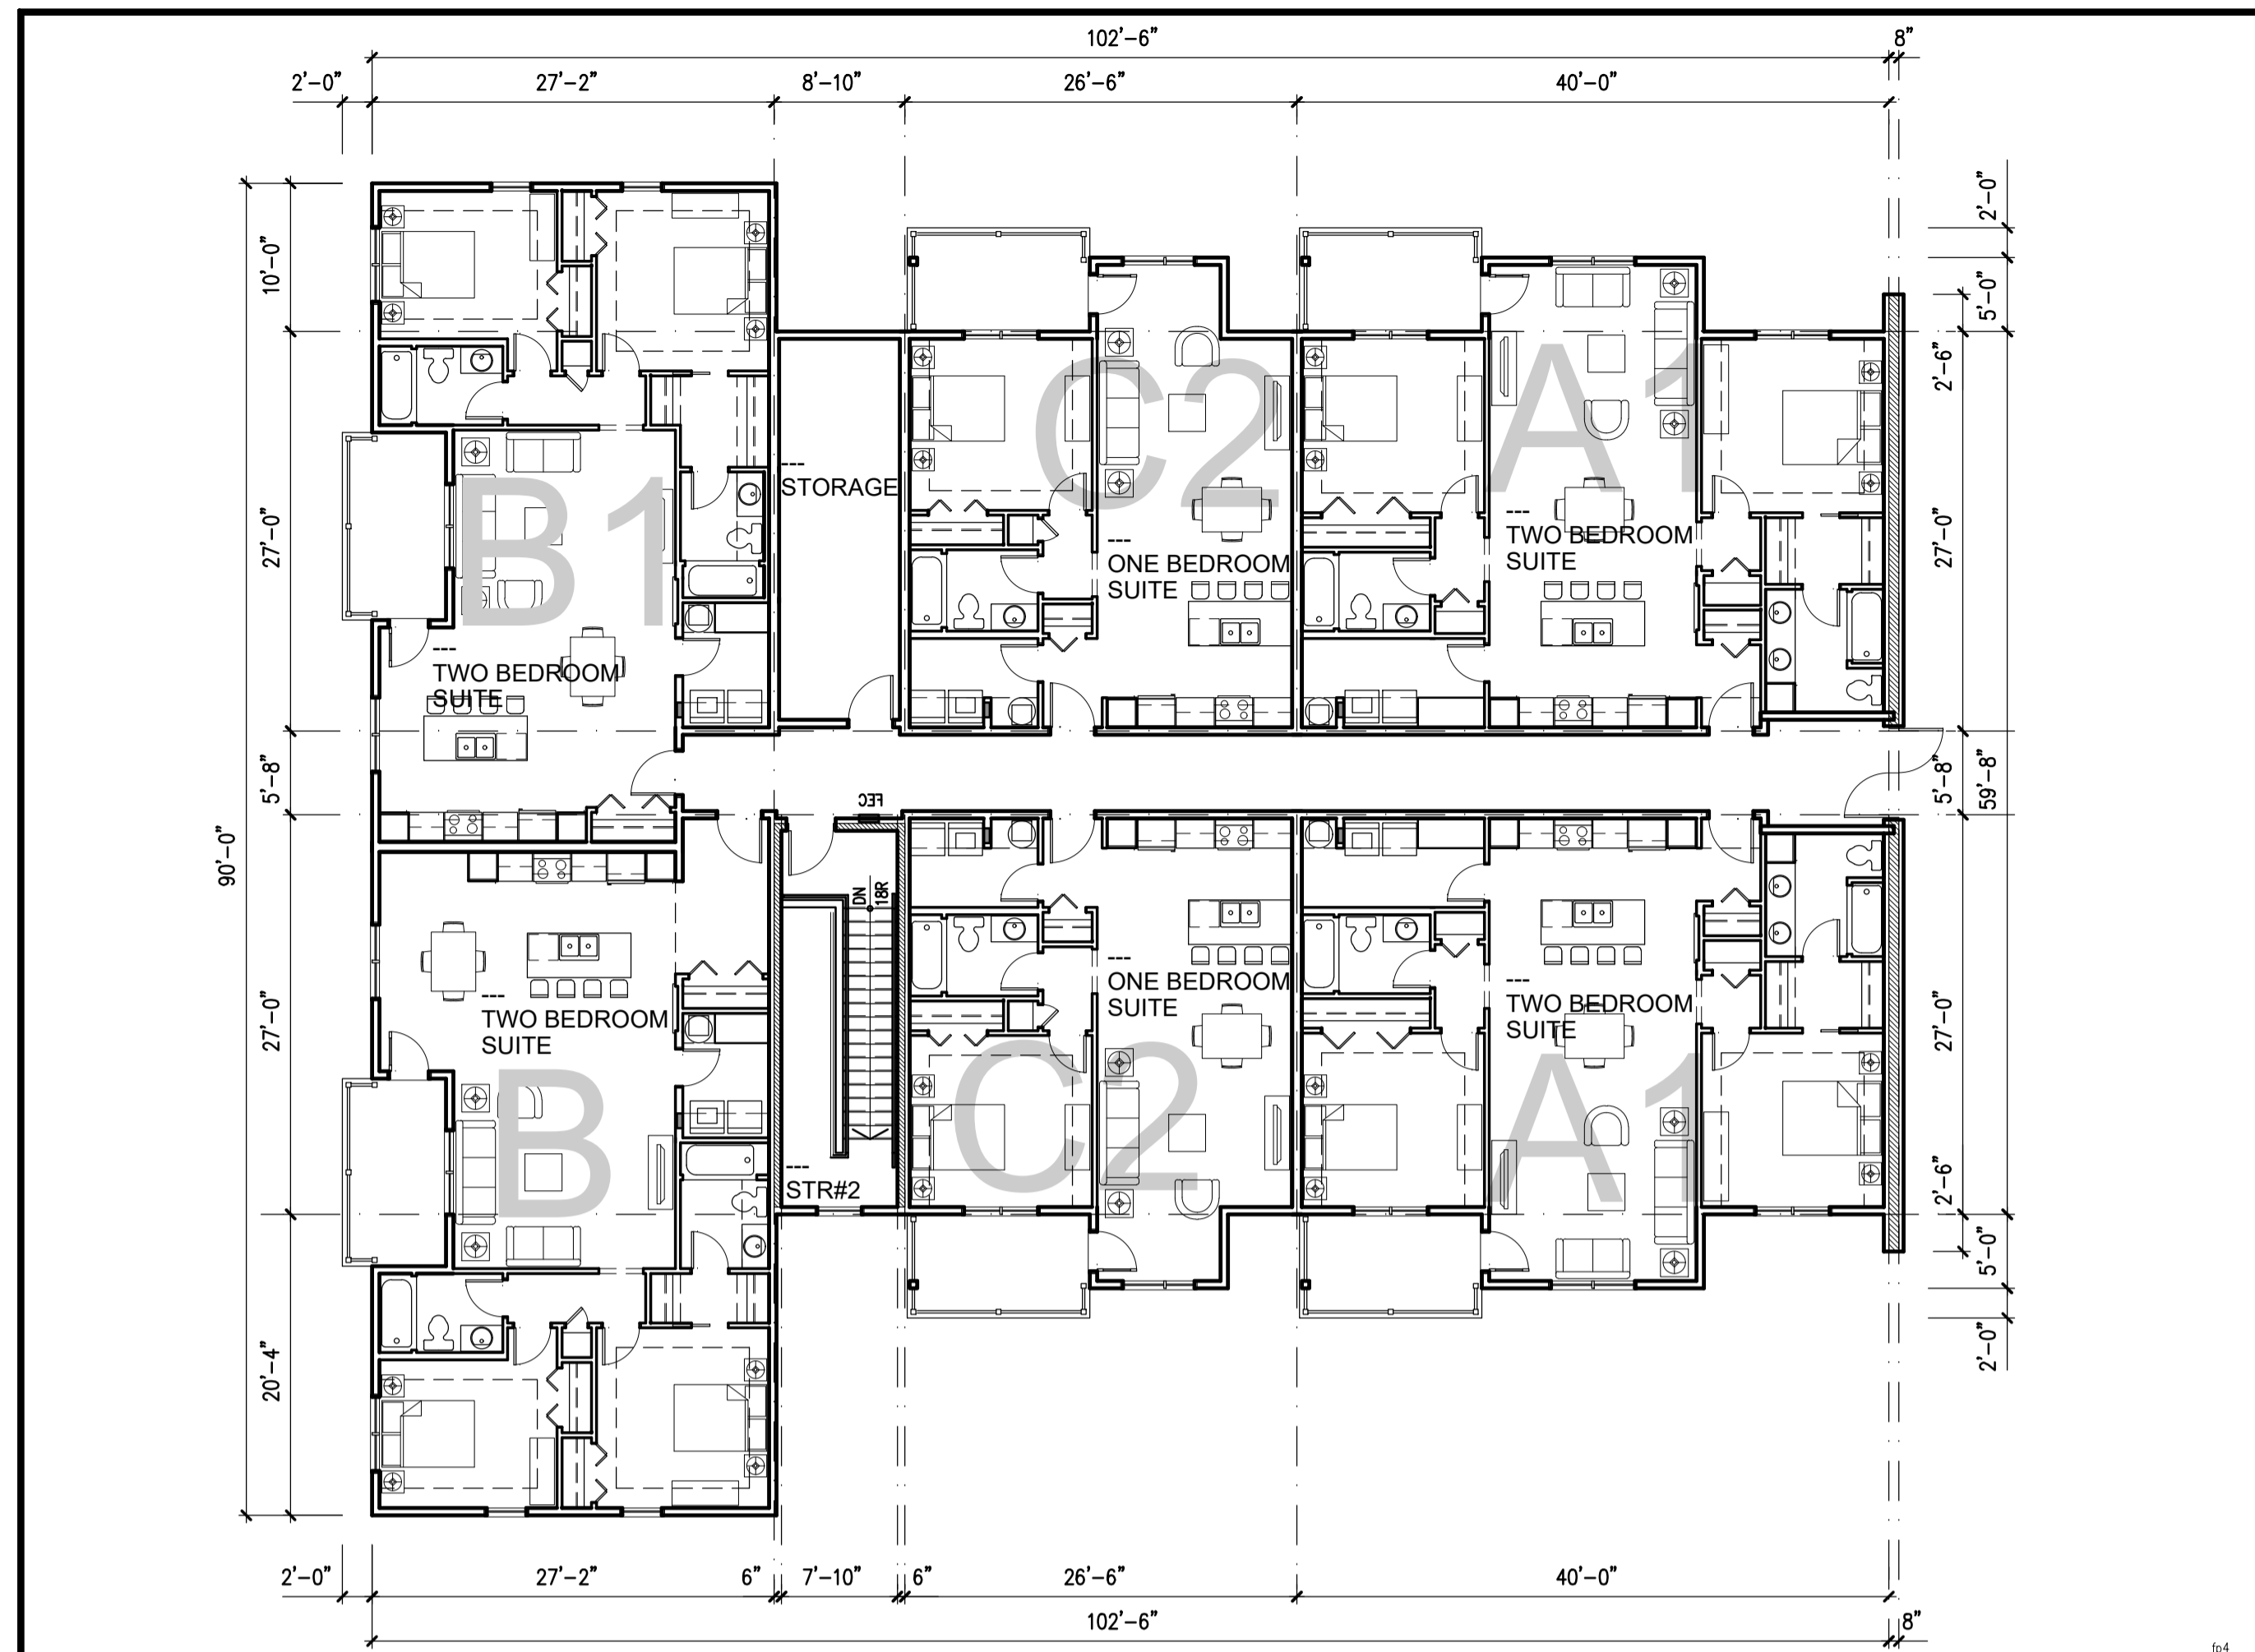 102’-6”
8”
2’-0”
27’-2”
8’-10”
26’-6”
40’-0”
2’-0”
10’-0”
5’-0”
2’-6”
C2
A1
B1
---
STORAGE
---
ONE BEDROOM
SUITE
---
TWO BEDROOM
SUITE
27’-0”
27’-0”
---
TWO BEDROOM
SUITE
5’-8”
5’-8”
59’-8”
FEC
90’-0”
DN
18R
---
TWO BEDROOM
SUITE
---
ONE BEDROOM
SUITE
---
TWO BEDROOM
SUITE
27’-0”
27’-0”
B
C2
A1
---
STR#2
2’-6”
5’-0”
2’-0”
20’-4”
2’-0”
27’-2”
6”
7’-10”
6”
26’-6”
40’-0”
102’-6”
8”
fp4